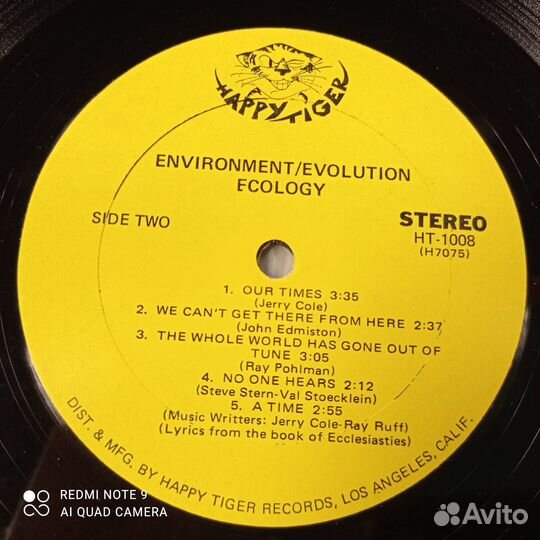 HAPPY TIGER
ENVIRONMENT/EVOLUTION
ECOLOGY
SIDE TWO
STEREO
HT-1008
(H7075)
1. OUR TIMES 3:35
(Jerry Cole)
2. WE CAN'T GET THERE FROM HERE 2:37
(John Edmiston)
3. THE WHOLE WORLD HAS GONE OUT OF
TUNE 3:05
(Ray Pohlman)
4. NO ONE HEARS 2:12
(Steve Stern-Val Stoecklein)
5. A TIME 2:55
(Music Writters: Jerry Cole-Ray Ruff)
(Lyrics from the book of Ecclesiasties)
DIST. & MFG. BY HAPPY TIGER RECORDS, LOS ANGELES, CALIF.
REDMI NOTE 9
AI QUAD CAMERA
Avito